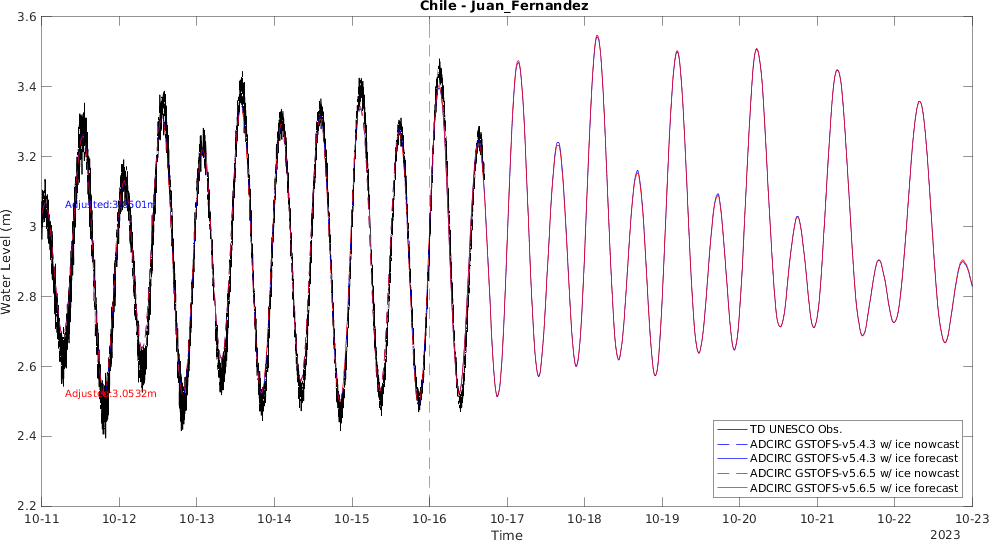 Chile - Juan_Fernandez
3.6
3.4
3.2
3
2.8
2.6
2.4
2.2
Water Level (m)
Adjusted:3.0532m
10-11
10-12
10-13
10-14
10-15
10-16
10-17
10-18
10-19
10-20
10-21
10-22
10-23
Time
2023
TD UNESCO Obs.
ADCIRC GSTOFS-v5.4.3 w/ ice nowcast
ADCIRC GSTOFS-v5.4.3 w/ ice forecast
ADCIRC GSTOFS-v5.6.5 w/ ice nowcast
ADCIRC GSTOFS-v5.6.5 w/ ice forecast